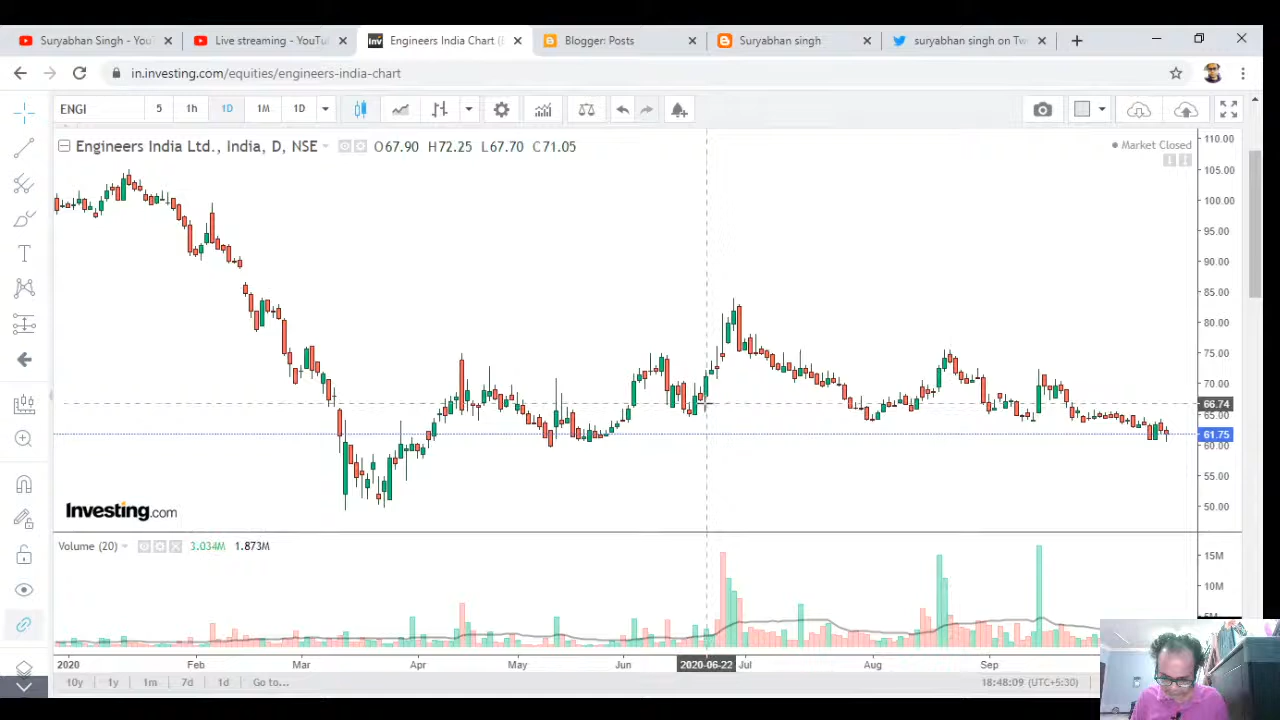 Suryabhan Singh - YouT
Live streaming - YouTu
Engineers India Chart (E
Blogger: Posts
Suryabhan singh
suryabhan singh on Tw
in.investing.com/equities/engineers-india-chart
ENGI
5
1h
1D
1M
1D
Engineers India Ltd., India, D, NSE
O67.90 H72.25 L67.70 C71.05
Market Closed
110.00
105.00
100.00
95.00
90.00
85.00
80.00
75.00
70.00
66.74
65.00
61.75
60.00
55.00
50.00
Investing.com
Volume (20)
3.034M 1.873M
15M
10M
5M
2020
Feb
Mar
Apr
May
Jun
2020-06-22
Jul
Aug
Sep
10y
1y
1m
7d
1d
Go to...
18:48:09 (UTC+5:30)